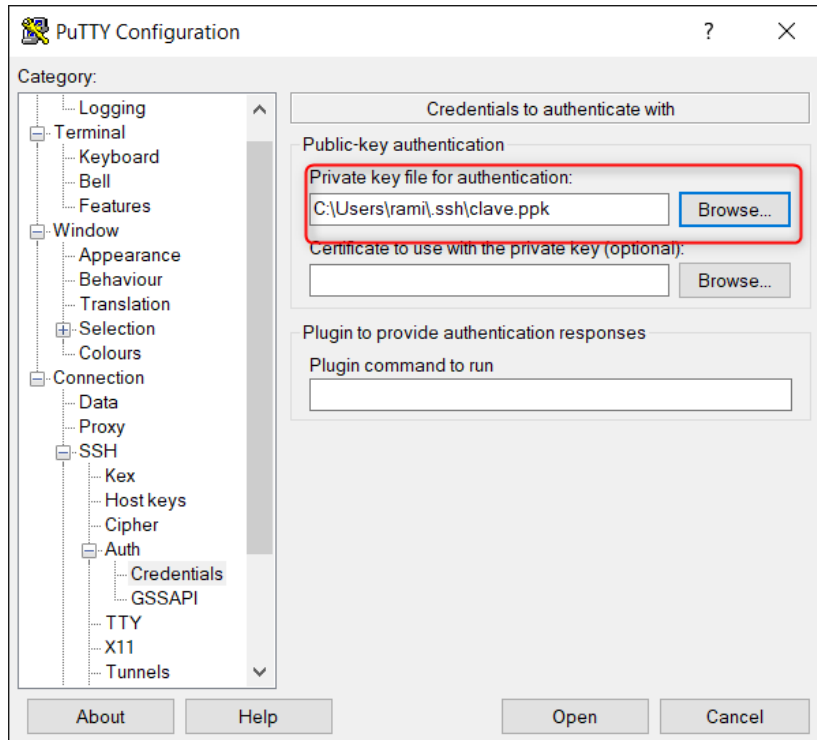 PuTTY Configuration
?
Category:
Logging
Terminal
Keyboard
Bell
Features
Window
Appearance
Behaviour
Translation
Selection
Colours
Connection
Data
Proxy
SSH
Kex
Host keys
Cipher
Auth
Credentials
GSSAPI
TTY
X11
Tunnels
Credentials to authenticate with
Public-key authentication
Private key file for authentication:
C:\Users\rami\.ssh\clave.ppk Browse...
Certificate to use with the private key (optional):
Browse...
Plugin to provide authentication responses
Plugin command to run
About Help Open Cancel